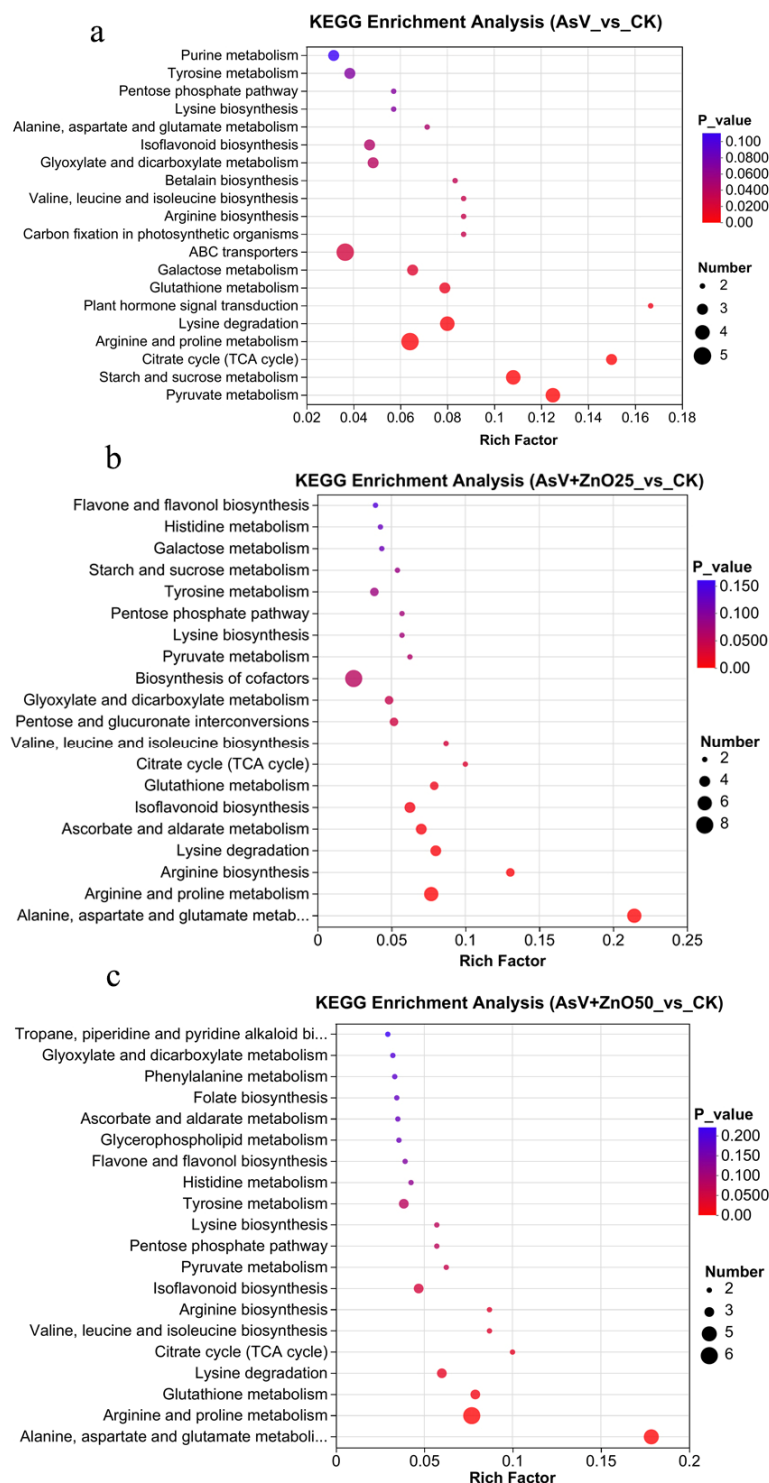 a
KEGG Enrichment Analysis (AsV_vs_CK)
Purine metabolism
Tyrosine metabolism
Pentose phosphate pathway
Lysine biosynthesis
Alanine, aspartate and glutamate metabolism
Isoflavonoid biosynthesis
Glyoxylate and dicarboxylate metabolism
Betalain biosynthesis
Valine, leucine and isoleucine biosynthesis
Arginine biosynthesis
Carbon fixation in photosynthetic organisms
ABC transporters
Galactose metabolism
Glutathione metabolism
Plant hormone signal transduction
Lysine degradation
Arginine and proline metabolism
Citrate cycle (TCA cycle)
Starch and sucrose metabolism
Pyruvate metabolism
0.02 0.04 0.06 0.08 0.1 0.12 0.14 0.16 0.18
Rich Factor
P_value
0.100
0.0800
0.0600
0.0400
0.0200
0.00
Number
2
3
4
5
b
KEGG Enrichment Analysis (AsV+ZnO25_vs_CK)
Flavone and flavonol biosynthesis
Histidine metabolism
Galactose metabolism
Starch and sucrose metabolism
Tyrosine metabolism
Pentose phosphate pathway
Lysine biosynthesis
Pyruvate metabolism
Biosynthesis of cofactors
Glyoxylate and dicarboxylate metabolism
Pentose and glucuronate interconversions
Valine, leucine and isoleucine biosynthesis
Citrate cycle (TCA cycle)
Glutathione metabolism
Isoflavonoid biosynthesis
Ascorbate and aldarate metabolism
Lysine degradation
Arginine biosynthesis
Arginine and proline metabolism
Alanine, aspartate and glutamate metab...
0 0.05 0.1 0.15 0.2 0.25
Rich Factor
P_value
0.150
0.100
0.0500
0.00
Number
2
4
6
8
c
KEGG Enrichment Analysis (AsV+ZnO50_vs_CK)
Tropane, piperidine and pyridine alkaloid bi...
Glyoxylate and dicarboxylate metabolism
Phenylalanine metabolism
Folate biosynthesis
Ascorbate and aldarate metabolism
Glycerophospholipid metabolism
Flavone and flavonol biosynthesis
Histidine metabolism
Tyrosine metabolism
Lysine biosynthesis
Pentose phosphate pathway
Pyruvate metabolism
Isoflavonoid biosynthesis
Arginine biosynthesis
Valine, leucine and isoleucine biosynthesis
Citrate cycle (TCA cycle)
Lysine degradation
Glutathione metabolism
Arginine and proline metabolism
Alanine, aspartate and glutamate metaboli...
0 0.05 0.1 0.15 0.2
Rich Factor
P_value
0.200
0.150
0.100
0.0500
0.00
Number
2
3
5
6